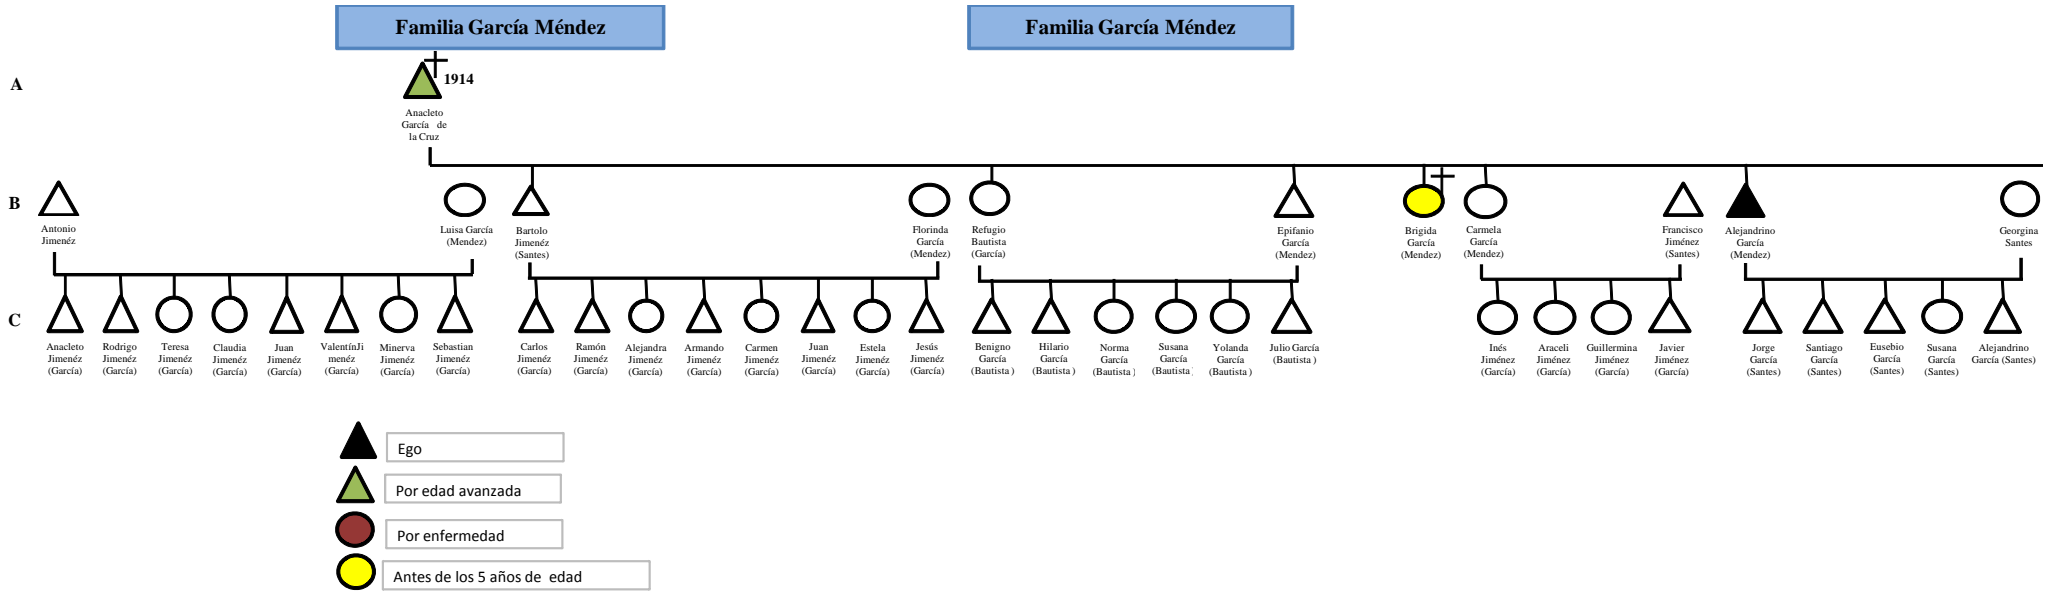 Familia García Méndez
Familia García Méndez
A
1914
Anacleto
García de
la Cruz
B
Antonio
Jimenéz
Luisa García
(Mendez)
Bartolo
Jimenéz
(Santes)
Florinda
García
(Mendez)
Refugio
Bautista
(García)
Epifanio
García
(Mendez)
Brigida
García
(Mendez)
Carmela
García
(Mendez)
Francisco
Jiménez
(Santes)
Alejandrino
García
(Mendez)
Georgina
Santes
C
Anacleto
Jimenéz
(García)
Rodrigo
Jimenéz
(García)
Teresa
Jimenéz
(García)
Claudia
Jimenéz
(García)
Juan
Jimenéz
(García)
ValentínJi
menéz
(García)
Minerva
Jimenéz
(García)
Sebastian
Jimenéz
(García)
Carlos
Jimenéz
(García)
Ramón
Jimenéz
(García)
Alejandra
Jimenéz
(García)
Armando
Jimenéz
(García)
Carmen
Jimenéz
(García)
Juan
Jimenéz
(García)
Estela
Jimenéz
(García)
Jesús
Jimenéz
(García)
Benigno
García
(Bautista )
Hilario
García
(Bautista )
Norma
García
(Bautista )
Susana
García
(Bautista
Yolanda
García
(Bautista )
Julio García
(Bautista )
Inés
Jiménez
(García)
Araceli
Jiménez
(García)
Guillermina
Jiménez
(García)
Javier
Jiménez
(García)
Jorge
García
(Santes)
Santiago
García
(Santes)
Eusebio
García
(Santes)
Susana
García
(Santes)
Alejandrino
García (Santes)
Ego
Por edad avanzada
Por enfermedad
Antes de los 5 años de edad